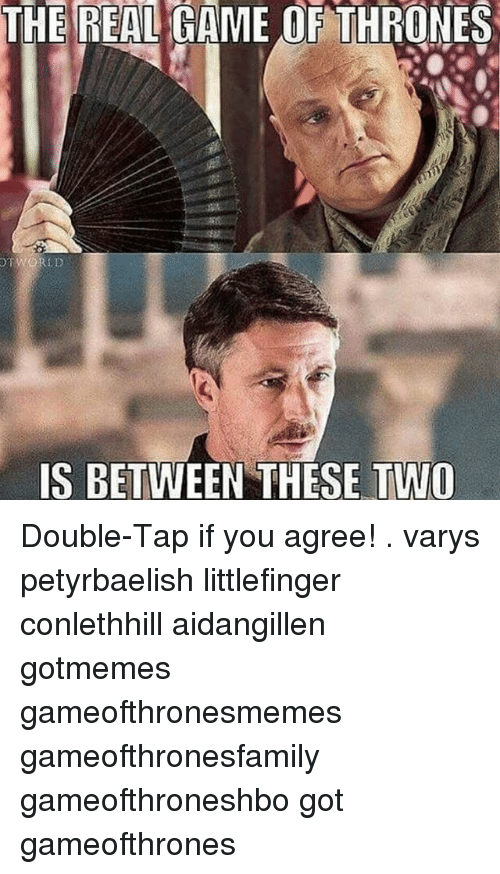 THE REAL GAME OF THRONES
OTWORLD
IS BETWEEN THESE TWO
Double-Tap if you agree! . varys
petyrbaelish littlefinger
conlethhill aidangillen
gotmemes
gameofthronesmemes
gameofthronesfamily
gameofthroneshbo got
gameofthrones